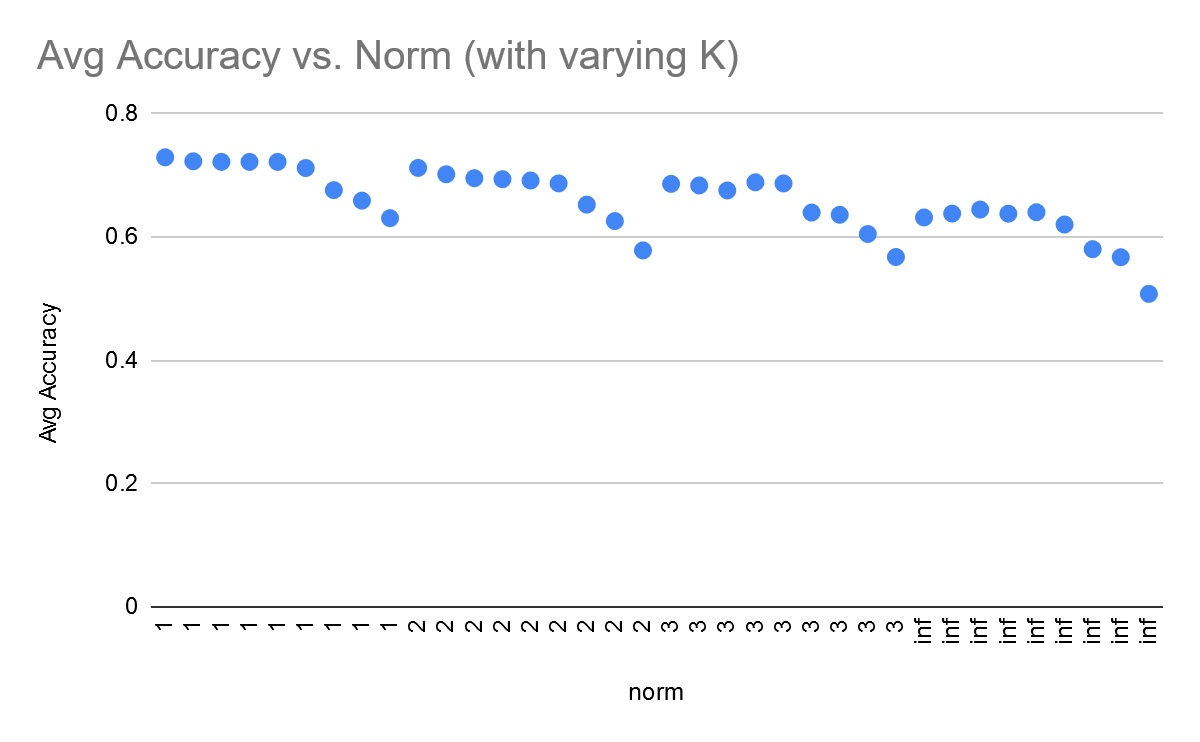 Avg Accuracy vs. Norm (with varying K)
0.8
0.6
0.4
0.2
0
Avg Accuracy
1 1 1 1 1 1 1 1 1 2 2 2 2 2 2 2 2 2 3 3 3 3 3 3 3 3 3 inf inf inf inf inf inf inf inf inf
norm